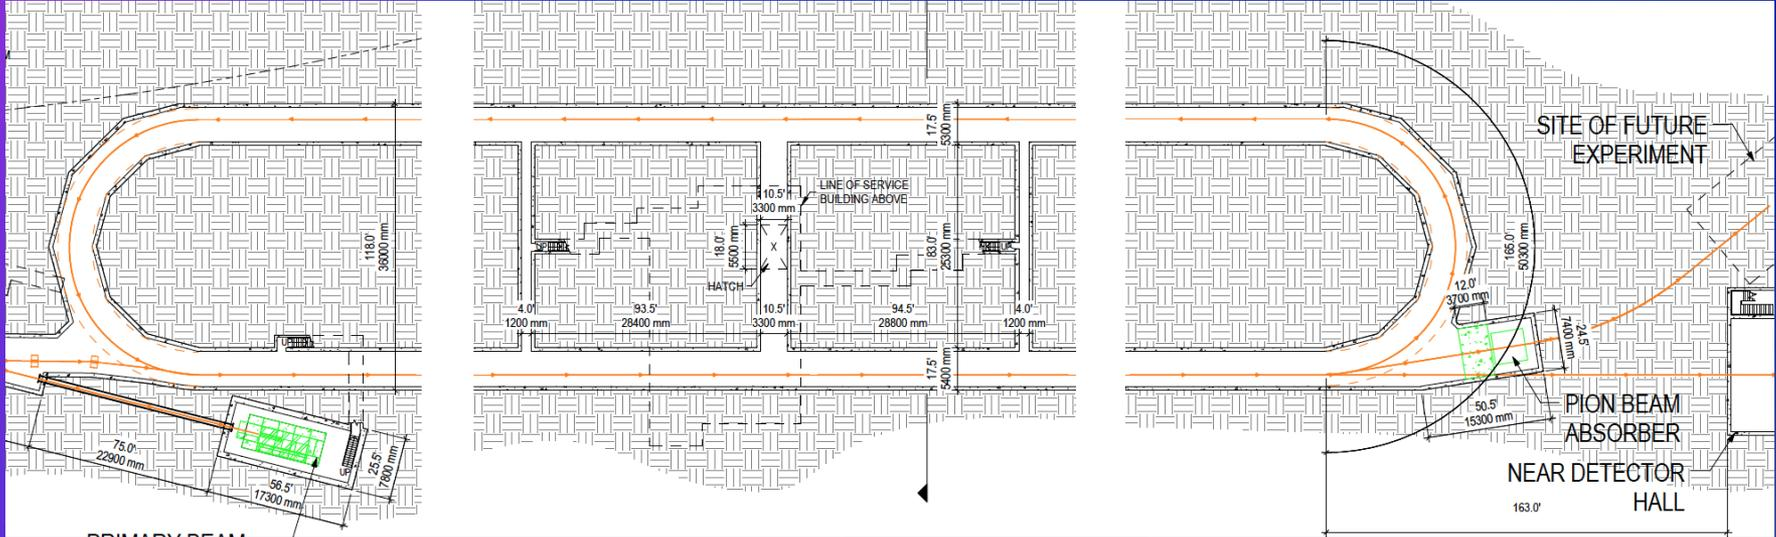 118.0'
36000 mm
UP
75.0'
22900 mm
56.5'
17300 mm
25.5'
7800 mm
UP
PRIMARY BEAM
17.5'
5300 mm
LINE OF SERVICE
BUILDING ABOVE
10.5'
3300 mm
18.0'
5500 mm
X
HATCH
83.0'
25300 mm
UP
UP
4.0'
1200 mm
93.5'
28400 mm
10.5'
3300 mm
94.5'
28800 mm
4.0'
1200 mm
17.5'
5400 mm
SITE OF FUTURE
EXPERIMENT
165.0'
50300 mm
12.0'
3700 mm
24.5'
7400 mm
50.5'
15300 mm
PION BEAM
ABSORBER
NEAR DETECTOR
HALL
163.0'